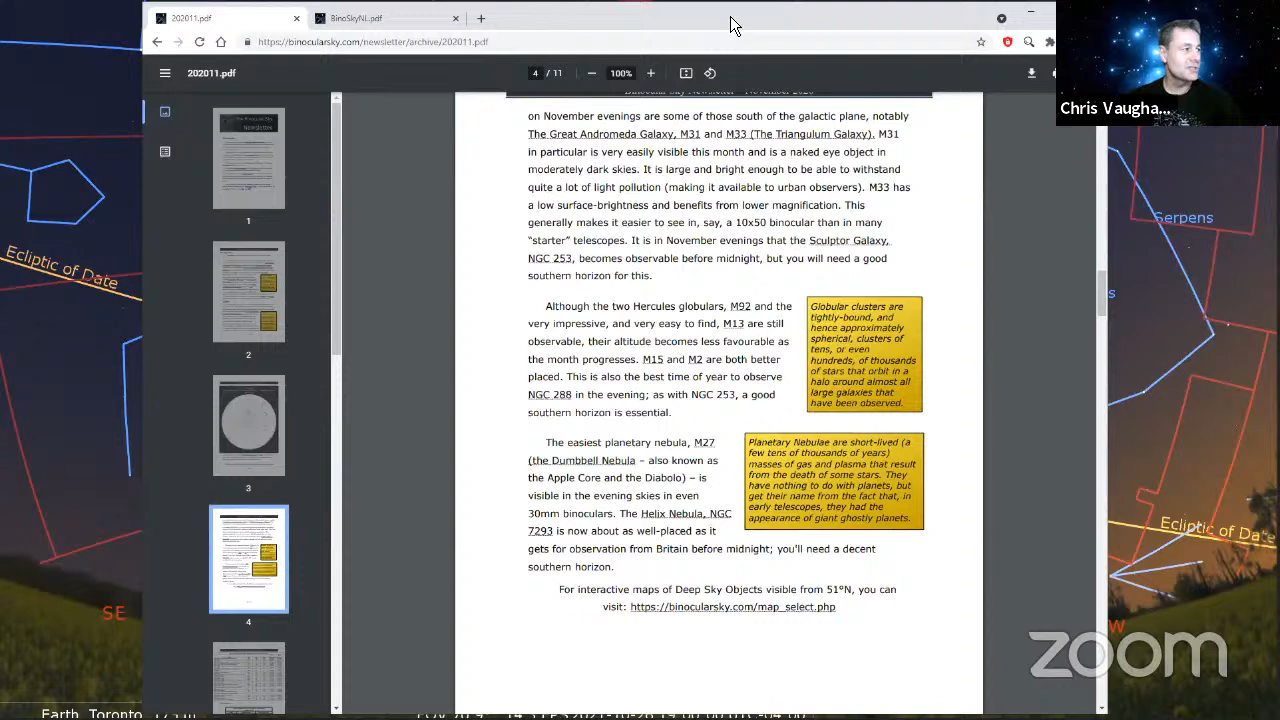 202011.pdf
BinoSkyNL.pdf
https://binocularsky.com/newsletter/archive/202011.pdf
202011.pdf
4 / 11
100%
Chris Vaugha...
Binocular Sky Newsletter – November 2020
November evenings are one of those south of the galactic plane, notably
The Great Andromeda Galaxy, M31 and M33 (The Triangulum Galaxy). M31
in particular is very easily visible this month and is a naked eye object in
moderately dark skies. It is large and bright enough to be able to withstand
quite a lot of light pollution (making it available to urban observers). M33 has
a low surface-brightness and benefits from lower magnification. This
generally makes it easier to see in, say, a 10x50 binocular than in many
“starter” telescopes. It is in November evenings that the Sculptor Galaxy,
NGC 253, becomes observable before midnight, but you will need a good
southern horizon for this.
Although the two Hercules globulars, M92 and the
very impressive, and very easy to find, M13 are still
observable, their altitude becomes less favourable as
the month progresses. M15 and M2 are both better
placed. This is also the best time of year to observe
NGC 288 in the evening; as with NGC 253, a good
southern horizon is essential.
Globular clusters are
tightly-bound, and
hence approximately
spherical, clusters of
tens, or even
hundreds, of thousands
of stars that orbit in a
halo around almost all
large galaxies that
have been observed.
The easiest planetary nebula, M27
(the Dumbbell Nebula – also known as
the Apple Core and the Diabolo) – is
visible in the evening skies in even
30mm binoculars. The Helix Nebula, NGC
7293 is now about as well placed as it
gets for observation from Britain before midnight; you'll need a decent
southern horizon.
Planetary Nebulae are short-lived (a
few tens of thousands of years)
masses of gas and plasma that result
from the death of some stars. They
have nothing to do with planets, but
get their name from the fact that, in
early telescopes, they had the
appearance of giant ghostly planets.
For interactive maps of Deep Sky Objects visible from 51°N, you can
visit: https://binocularsky.com/map_select.php
1
2
3
4
Ecliptic of Date
SE
Serpens
Ecliptic of Date
W
zoom